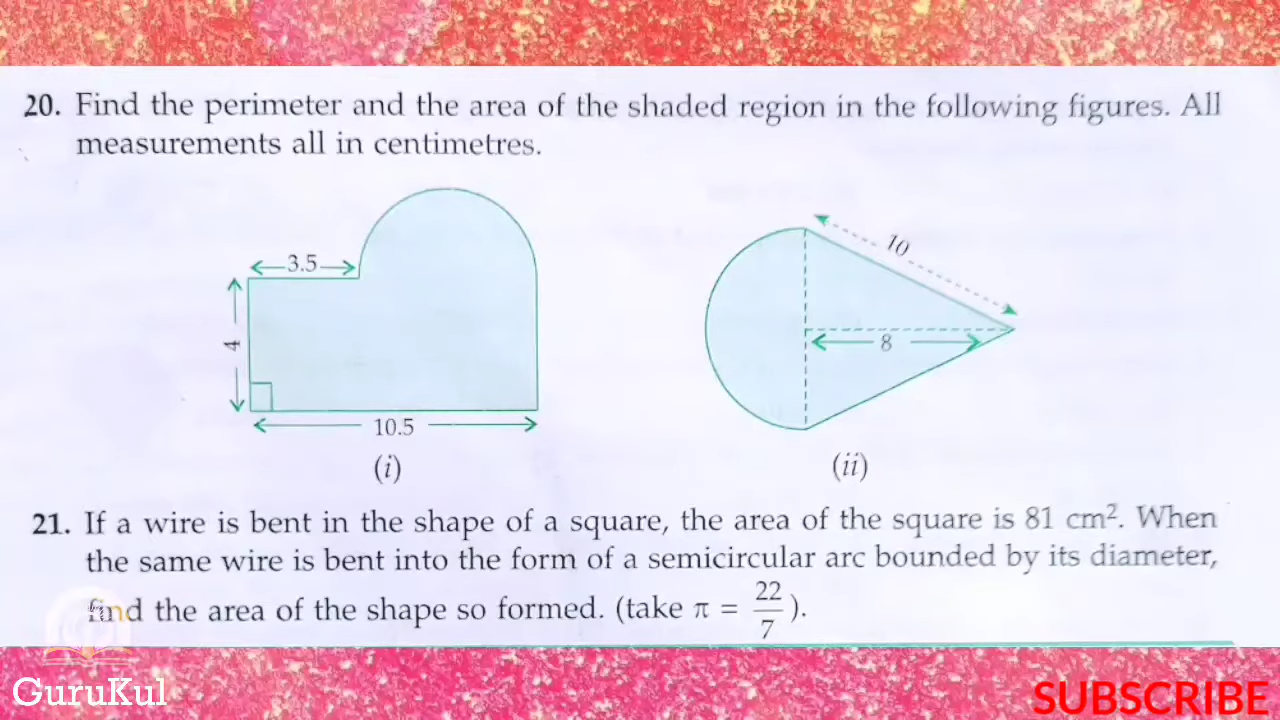 20. Find the perimeter and the area of the shaded region in the following figures. All
measurements all in centimetres.
3.5
4
10.5
(i)
10
8
(ii)
21. If a wire is bent in the shape of a square, the area of the square is 81 cm². When
the same wire is bent into the form of a semicircular arc bounded by its diameter,
find the area of the shape so formed. (take π = 22/7).
GuruKul
SUBSCRIBE